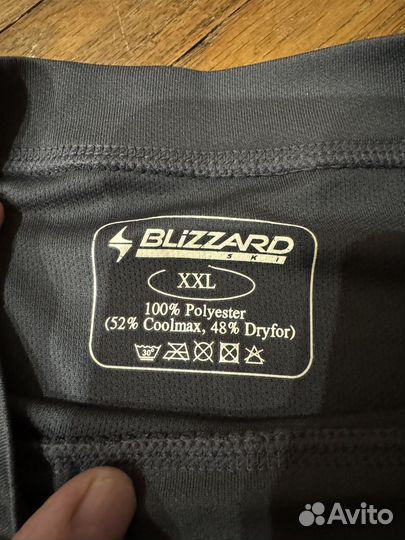 BLiZZARD
SKI
XXL
100% Polyester
(52% Coolmax, 48% Dryfor)
30°
Avito